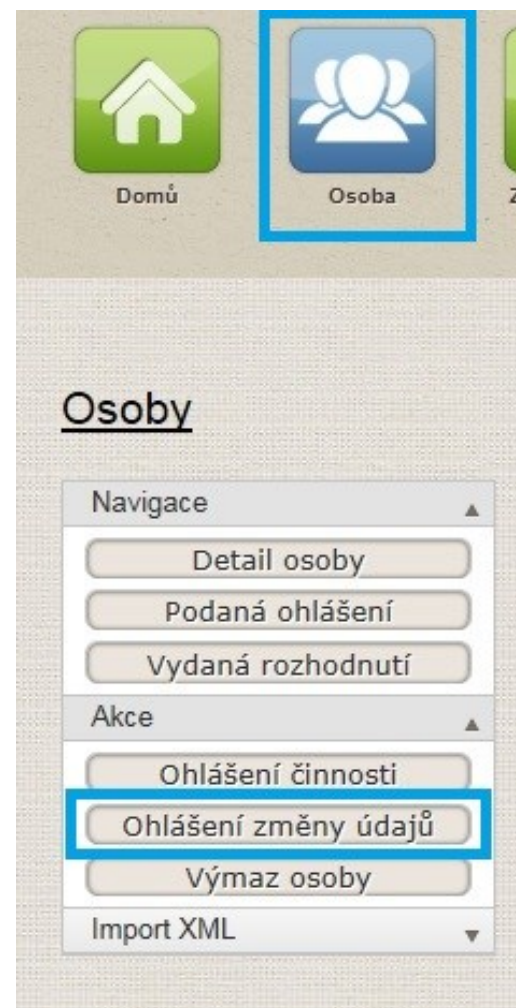 Domů
Osoba
Z
Osoby
Navigace
Detail osoby
Podaná ohlášení
Vydaná rozhodnutí
Akce
Ohlášení činnosti
Ohlášení změny údajů
Výmaz osoby
Import XML